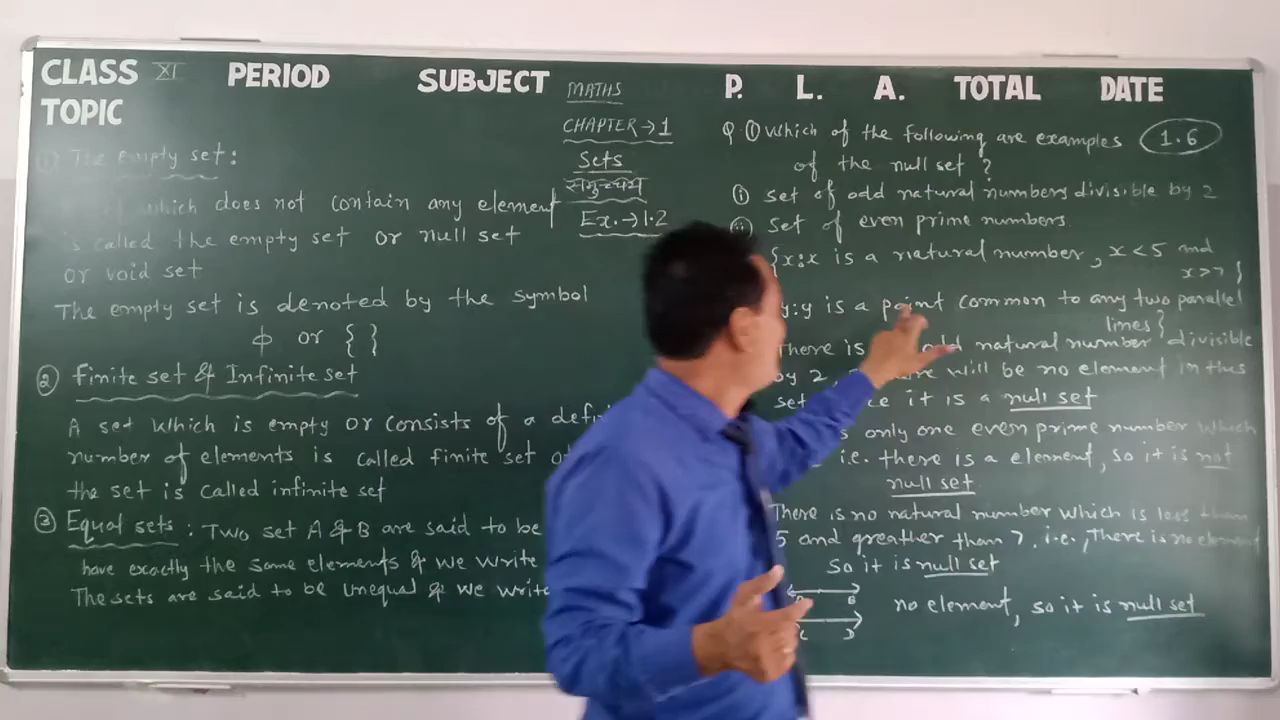 CLASS XI PERIOD SUBJECT MATHS P. L. A. TOTAL DATE
TOPIC
CHAPTER → 1
Sets
समुच्चय
Ex. → 1.2
① The empty set :
which does not contain any element
is called the empty set or null set
or void set
The empty set is denoted by the symbol
ϕ or { }
② Finite set & Infinite set
A set which is empty or consists of a defi
number of elements is called finite set
the set is called infinite set
③ Equal sets : Two set A & B are said to be
have exactly the same elements & we write
The sets are said to be unequal & we write
Q ① Which of the following are examples 1.6
of the null set ?
(i) set of odd natural numbers divisible by 2
(ii) set of even prime numbers
{x:x is a natural number, x < 5 and
x > 7 }
y:y is a point common to any two parallel
lines }
There is odd natural number divisible
by 2, will be no element in this
set it is a null set
only one even prime number which
i.e. there is a element, so it is not
null set
There is no natural number which is less than
5 and greather than 7. i.e., There is no element
So it is null set
B
no element, so it is null set
D